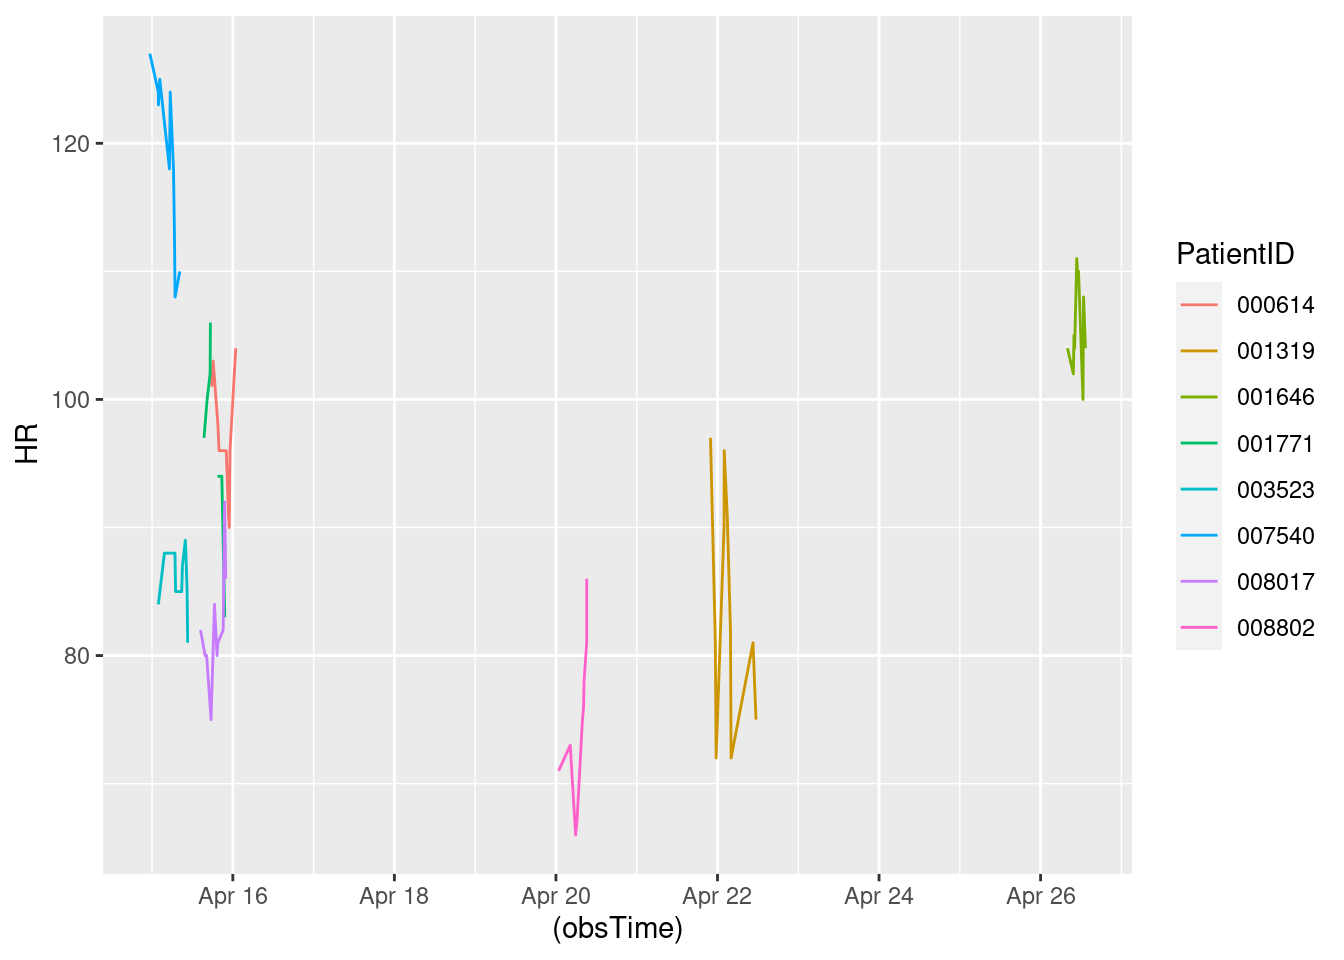 120
100
80
HR
Apr 16
Apr 18
Apr 20
Apr 22
Apr 24
Apr 26
(obsTime)
PatientID
000614
001319
001646
001771
003523
007540
008017
008802